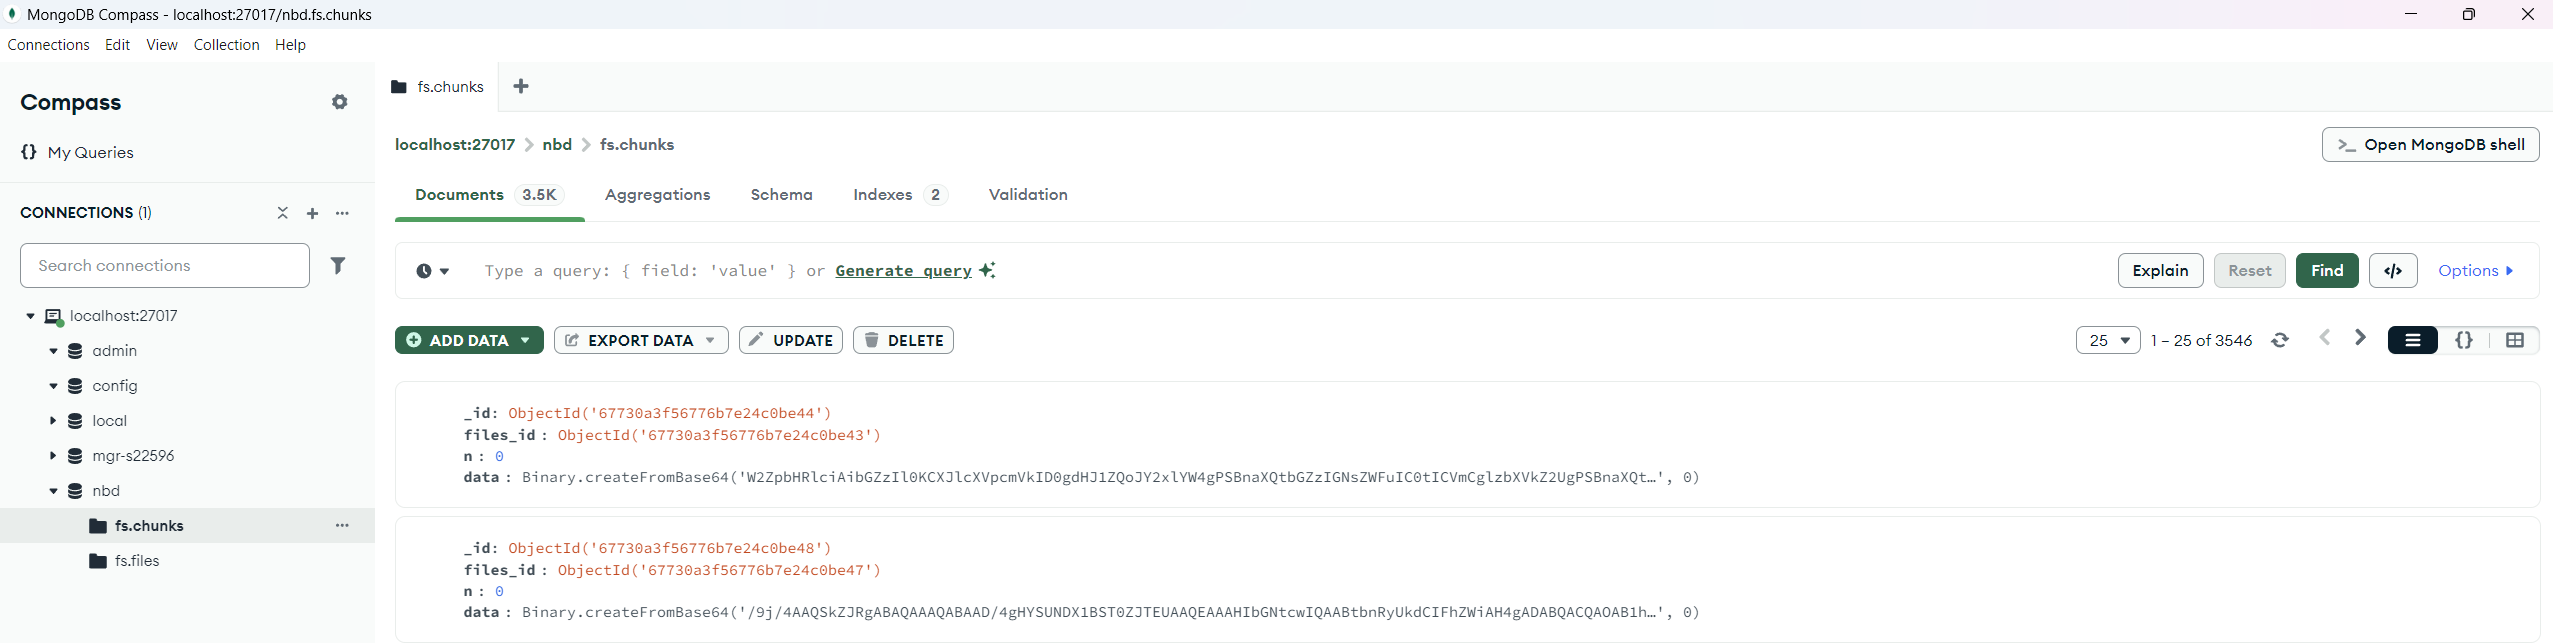 MongoDB Compass - localhost:27017/nbd.fs.chunks
Connections Edit View Collection Help
Compass
{} My Queries
CONNECTIONS (1)
Search connections
localhost:27017
admin
config
local
mgr-s22596
nbd
fs.chunks
fs.files
fs.chunks
localhost:27017 > nbd > fs.chunks
>_ Open MongoDB shell
Documents 3.5K Aggregations Schema Indexes 2 Validation
Type a query: { field: 'value' } or Generate query
Explain Reset Find </> Options
ADD DATA EXPORT DATA UPDATE DELETE
25 1 – 25 of 3546 {}
_id: ObjectId('67730a3f56776b7e24c0be44')
files_id : ObjectId('67730a3f56776b7e24c0be43')
n : 0
data : Binary.createFromBase64('W2ZpbHRlciAibGZzIl0KCXJlcXVpcmVkID0gdHJ1ZQoJY2xlYW4gPSBnaXQtbGZzIGNsZWFuIC0tICVmCglzbXVkZ2UgPSBnaXQt…', 0)
_id: ObjectId('67730a3f56776b7e24c0be48')
files_id : ObjectId('67730a3f56776b7e24c0be47')
n : 0
data : Binary.createFromBase64('/9j/4AAQSkZJRgABAQAAAQABAAD/4gHYSUNDX1BST0ZJTEUAAQEAAAHIbGNtcwIQAABtbnRyUkdCIFhZWiAH4gADABQACQAOAB1h…', 0)